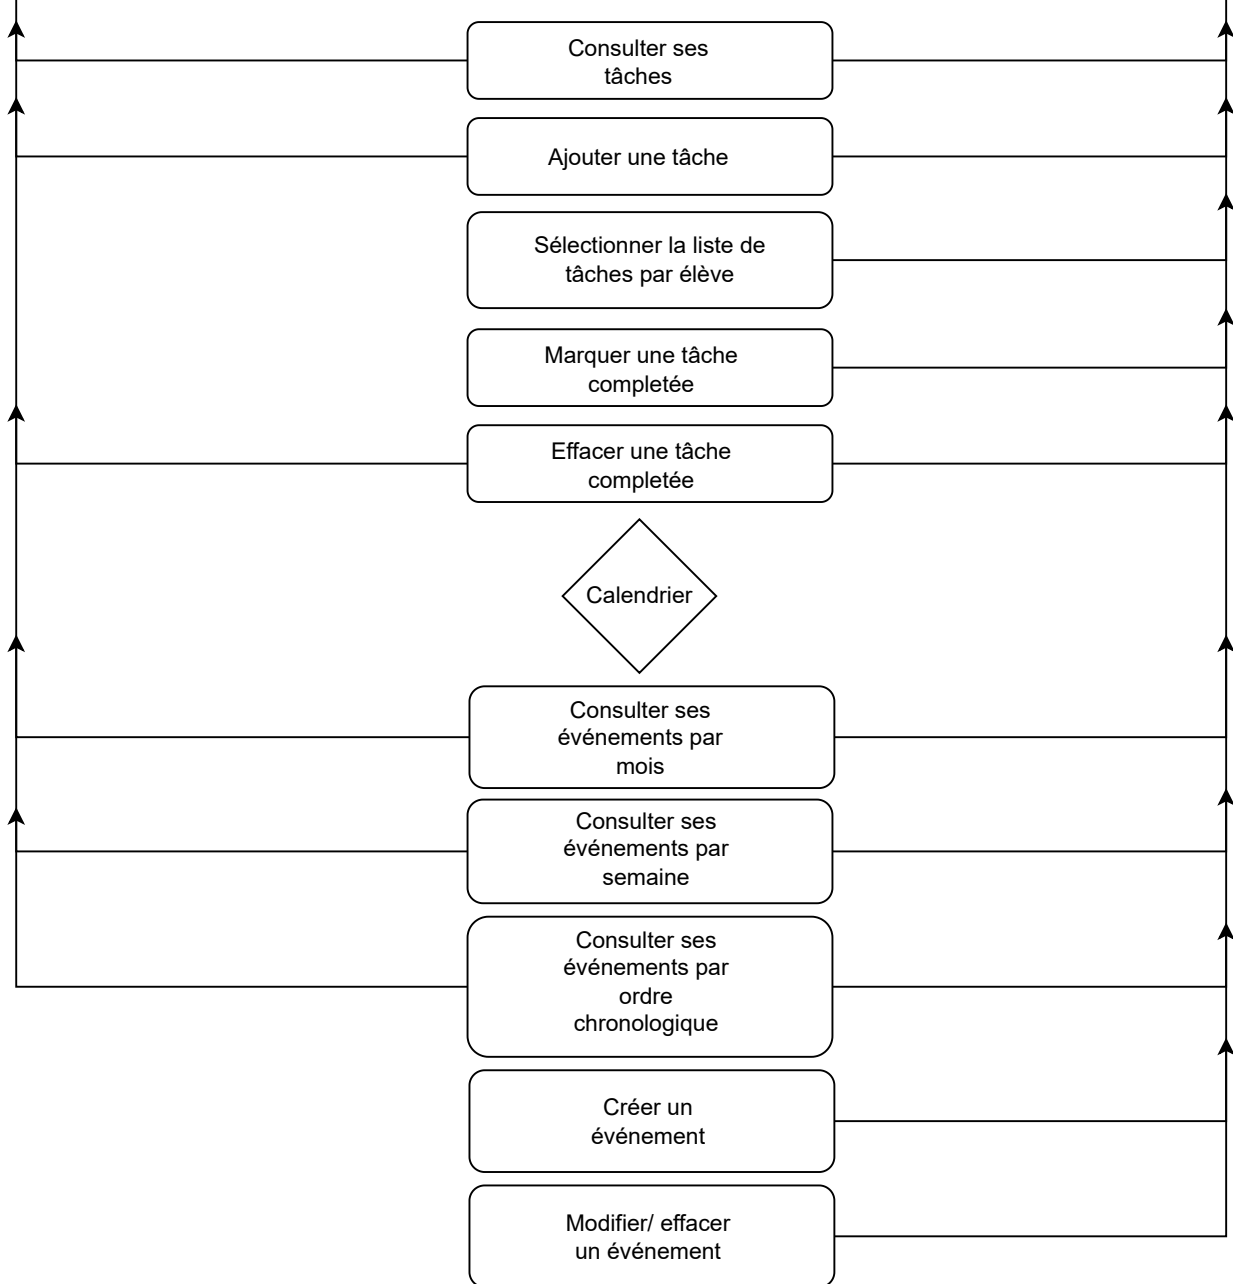 Consulter ses
tâches
Ajouter une tâche
Sélectionner la liste de
tâches par élève
Marquer une tâche
completée
Effacer une tâche
completée
Calendrier
Consulter ses
événements par
mois
Consulter ses
événements par
semaine
Consulter ses
événements par
ordre
chronologique
Créer un
événement
Modifier/ effacer
un événement